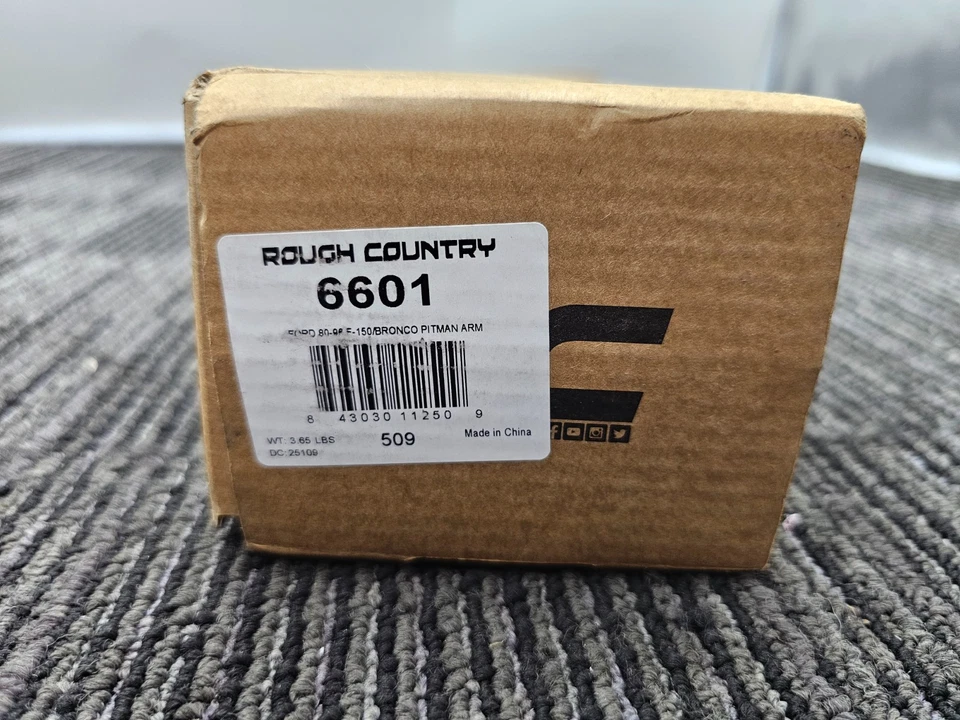 ROUGH COUNTRY
6601
FORD 80-96 F-150/BRONCO PITMAN ARM
8 43030 11250 9
WT: 3.65 LBS
509
Made in China
DC: 25109